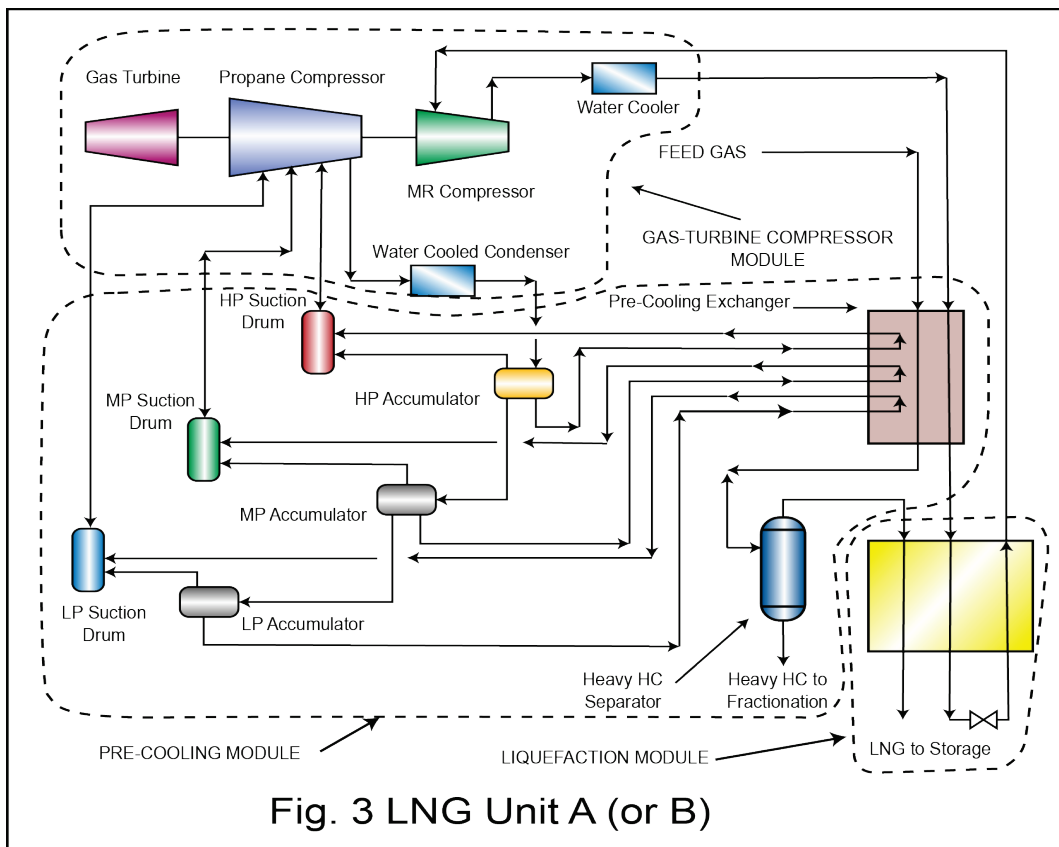 Gas Turbine
Propane Compressor
Water Cooler
MR Compressor
FEED GAS
GAS-TURBINE COMPRESSOR
MODULE
Water Cooled Condenser
HP Suction
Drum
Pre-Cooling Exchanger
HP Accumulator
MP Suction
Drum
MP Accumulator
LP Suction
Drum
LP Accumulator
Heavy HC
Separator
Heavy HC to
Fractionation
LNG to Storage
PRE-COOLING MODULE
LIQUEFACTION MODULE
Fig. 3 LNG Unit A (or B)